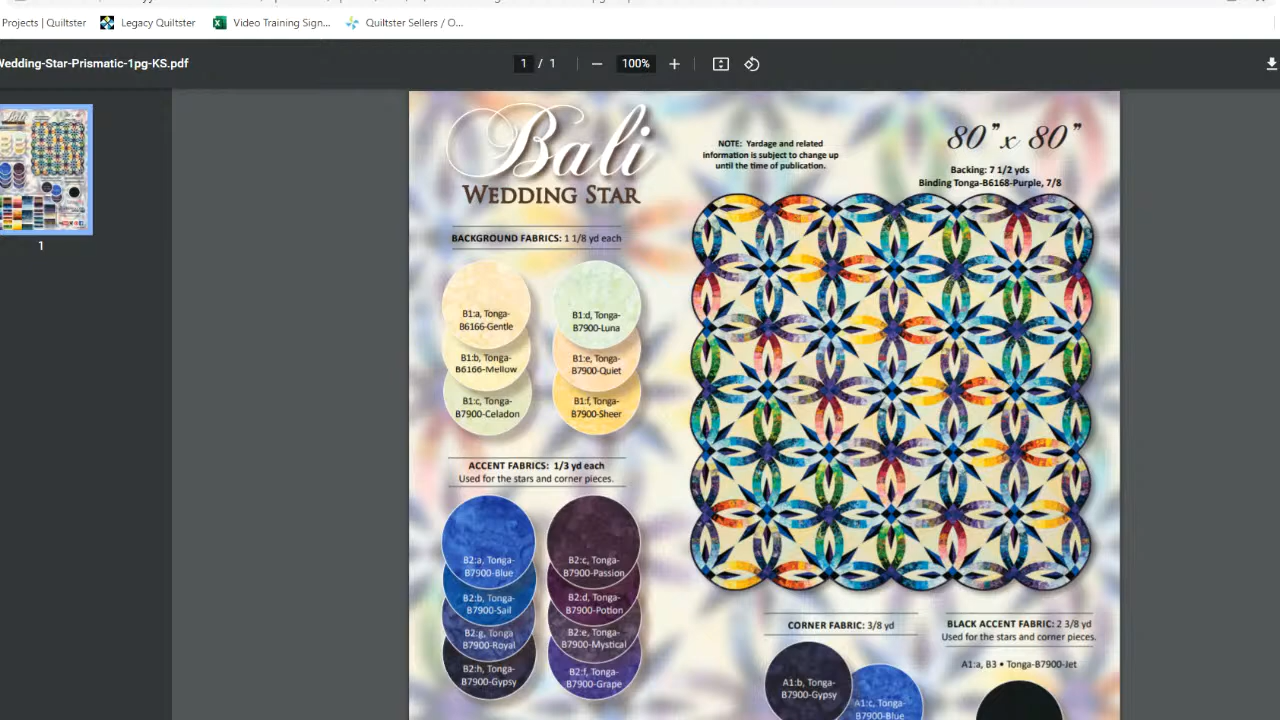 Projects | Quiltster
Legacy Quiltster
Video Training Sign...
Quiltster Sellers / O...
Wedding-Star-Prismatic-1pg-KS.pdf
1 / 1
100%
1
Bali
WEDDING STAR
NOTE: Yardage and related
information is subject to change up
until the time of publication.
80" x 80"
Backing: 7 1/2 yds
Binding Tonga-B6168-Purple, 7/8
BACKGROUND FABRICS: 1 1/8 yd each
B1:a, Tonga-
B6166-Gentle
B1:b, Tonga-
B6166-Mellow
B1:c, Tonga-
B7900-Celadon
B1:d, Tonga-
B7900-Luna
B1:e, Tonga-
B7900-Quiet
B1:f, Tonga-
B7900-Sheer
ACCENT FABRICS: 1/3 yd each
Used for the stars and corner pieces.
B2:a, Tonga-
B7900-Blue
B2:b, Tonga-
B7900-Sail
B2:g, Tonga
B7900-Royal
B2:h, Tonga-
B7900-Gypsy
B2:c, Tonga-
B7900-Passion
B2:d, Tonga-
B7900-Potion
B2:e, Tonga-
B7900-Mystical
B2:f, Tonga-
B7900-Grape
CORNER FABRIC: 3/8 yd
A1:b, Tonga-
B7900-Gypsy
A1:c, Tonga-
B7900-Blue
BLACK ACCENT FABRIC: 2 3/8 yd
Used for the stars and corner pieces.
A1:a, B3 • Tonga-B7900-Jet